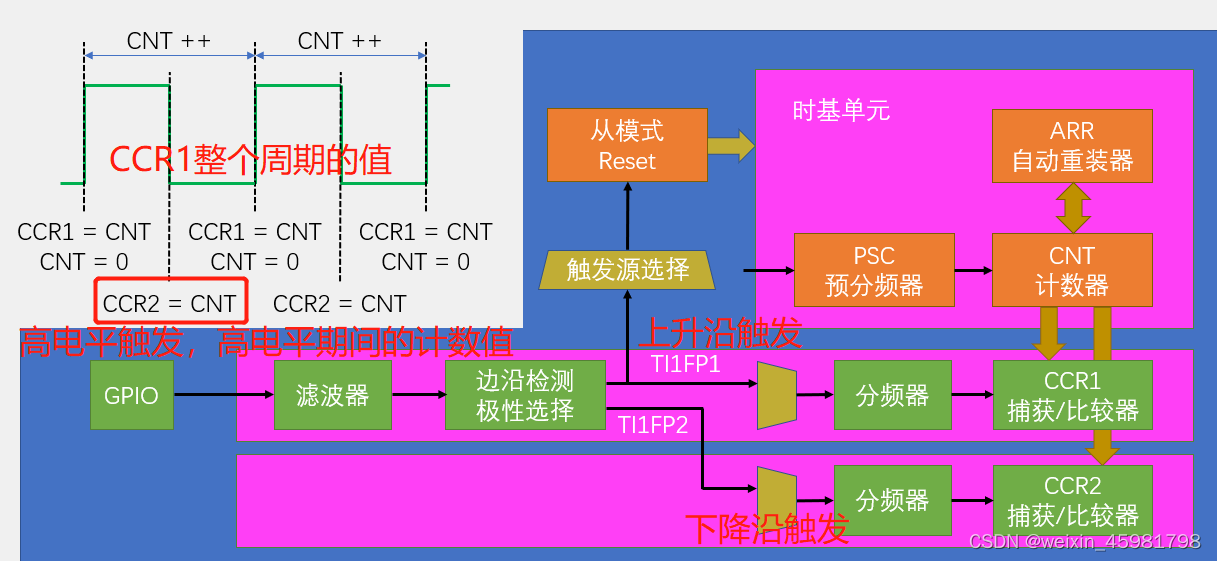 CNT ++
CNT ++
CCR1整个周期的值
CCR1 = CNT
CNT = 0
CCR1 = CNT
CNT = 0
CCR1 = CNT
CNT = 0
CCR2 = CNT
CCR2 = CNT
高电平触发，高电平期间的计数值
从模式
Reset
时基单元
ARR
自动重装器
触发源选择
PSC
预分频器
CNT
计数器
上升沿触发
TI1FP1
GPIO
滤波器
边沿检测
极性选择
分频器
CCR1
捕获/比较器
TI1FP2
分频器
CCR2
捕获/比较器
下降沿触发
CSDN @weixin_45981798